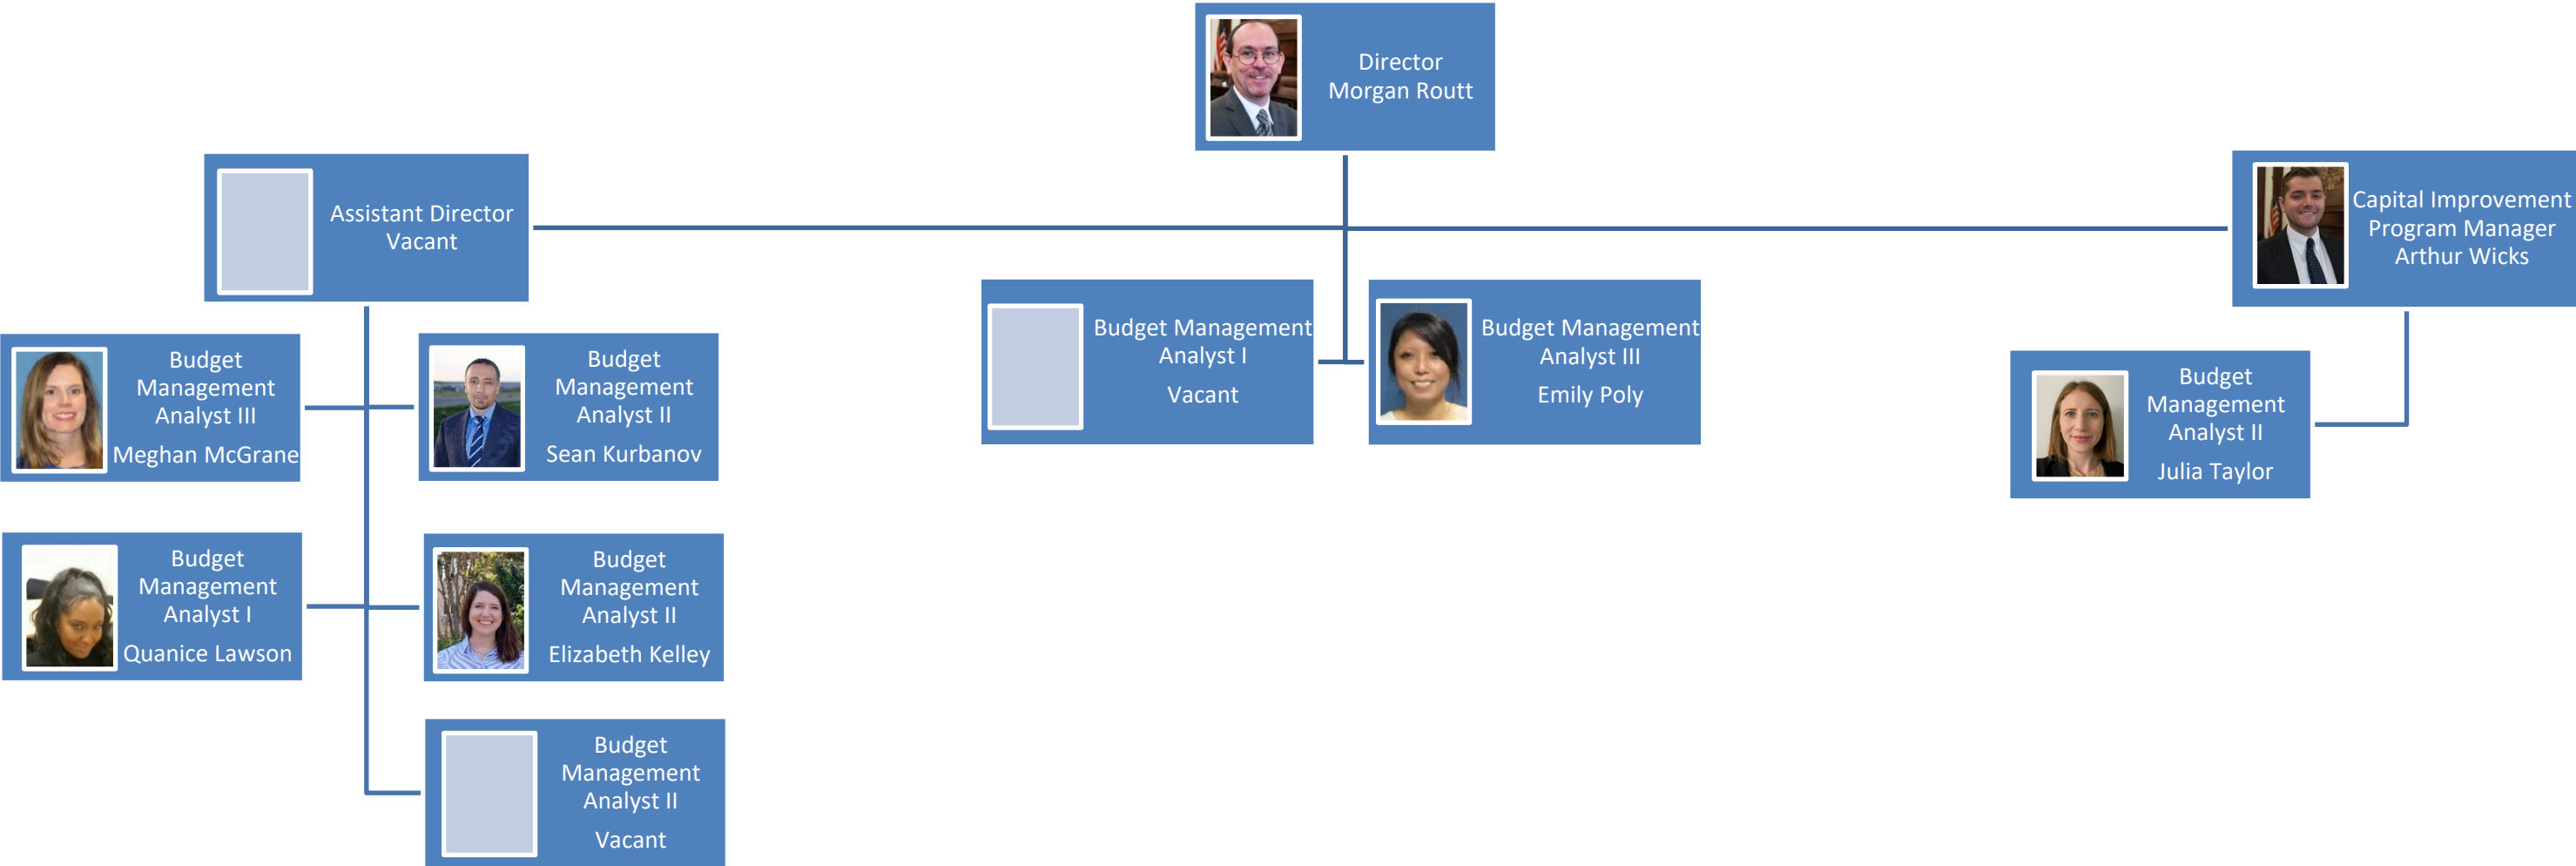 Director
Morgan Routt
Assistant Director
Vacant
Capital Improvement
Program Manager
Arthur Wicks
Budget Management
Analyst I
Vacant
Budget Management
Analyst III
Emily Poly
Budget
Management
Analyst III
Meghan McGrane
Budget
Management
Analyst II
Sean Kurbanov
Budget
Management
Analyst II
Julia Taylor
Budget
Management
Analyst I
Quanice Lawson
Budget
Management
Analyst II
Elizabeth Kelley
Budget
Management
Analyst II
Vacant